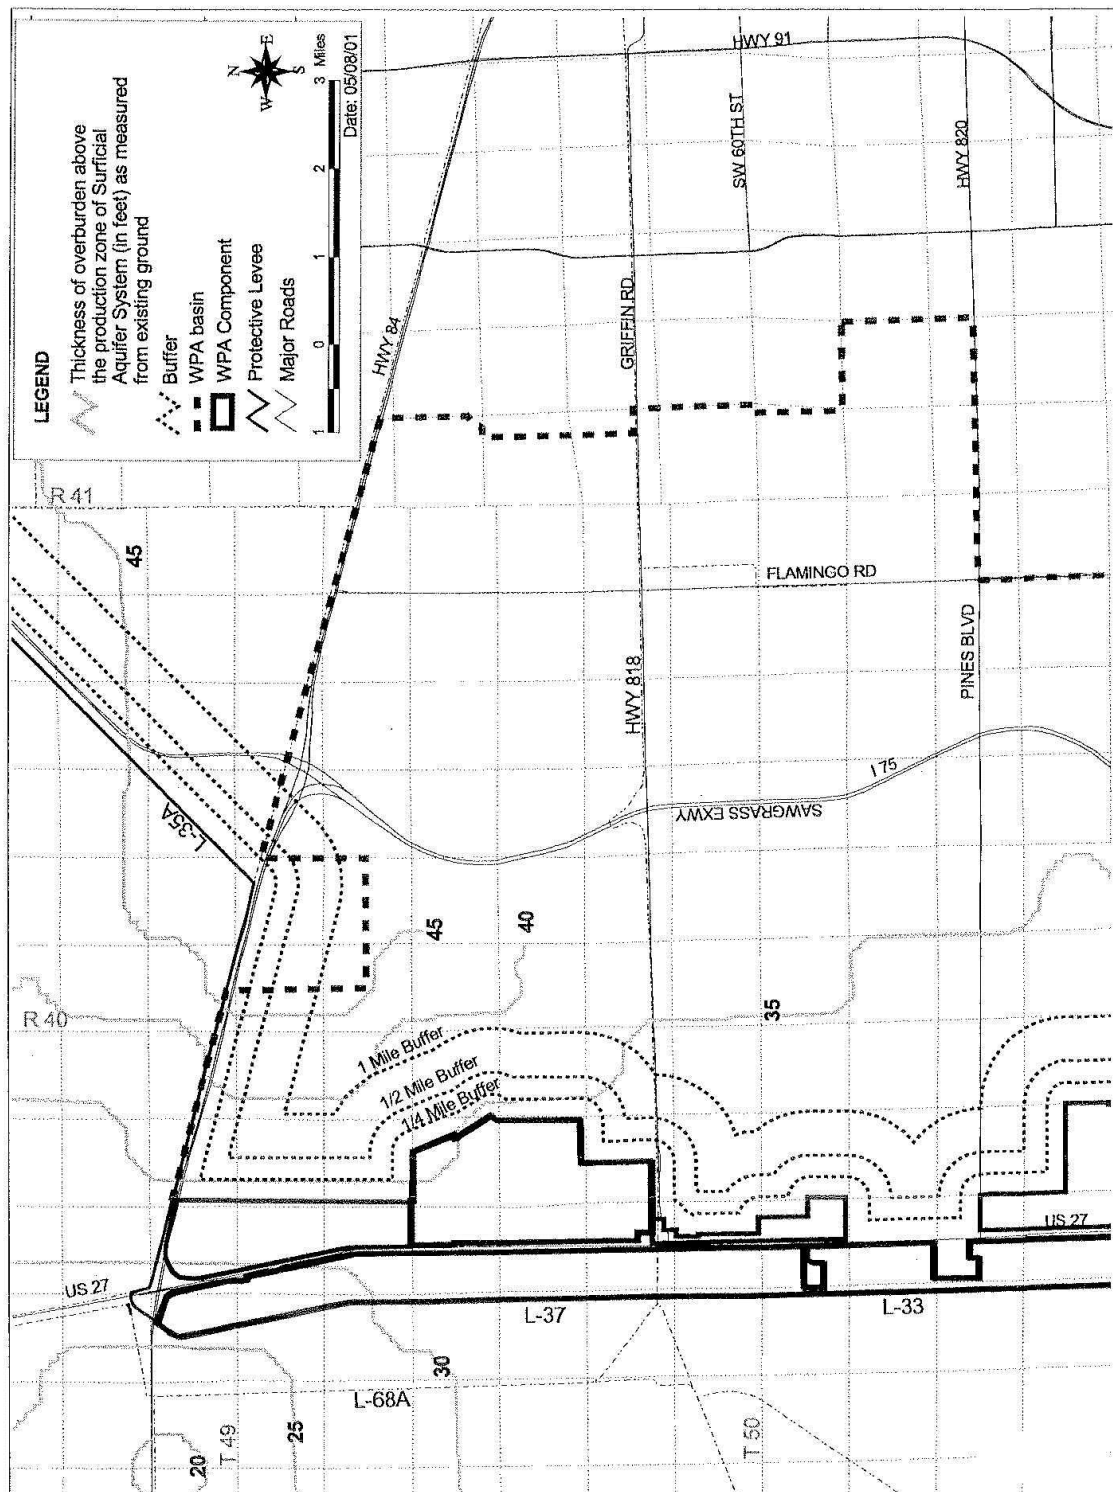 LEGEND
Thickness of overburden above
the production zone of Surficial
Aquifer System (in feet) as measured
from existing ground
Buffer
WPA basin
WPA Component
Protective Levee
Major Roads
N
E
S
W
1 0 1 2 3 Miles
Date: 05/08/01
HWY 91
HWY 84
GRIFFIN RD
SW 60TH ST
HWY 820
R 41
45
FLAMINGO RD
HWY 818
PINES BLVD
L-35A
I 75
SAWGRASS EXWY
R 40
45
40
35
1 Mile Buffer
1/2 Mile Buffer
1/4 Mile Buffer
US 27
US 27
L-37
L-33
30
L-68A
25
20
T 49
T 50